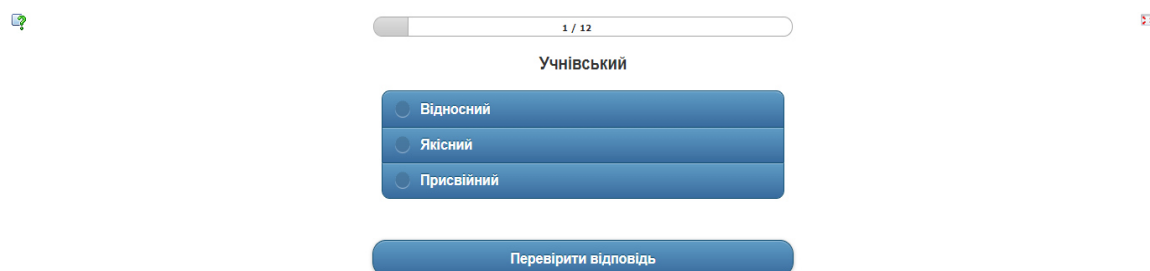 1 / 12
Учнівський
Відносний
Якісний
Присвійний
Перевірити відповідь